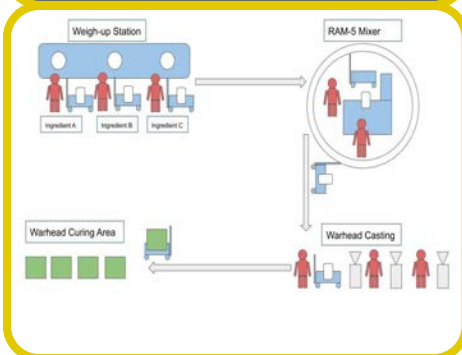 Weigh-up Station
RAM-5 Mixer
Ingredient A
Ingredient B
Ingredient C
Warhead Curing Area
Warhead Casting